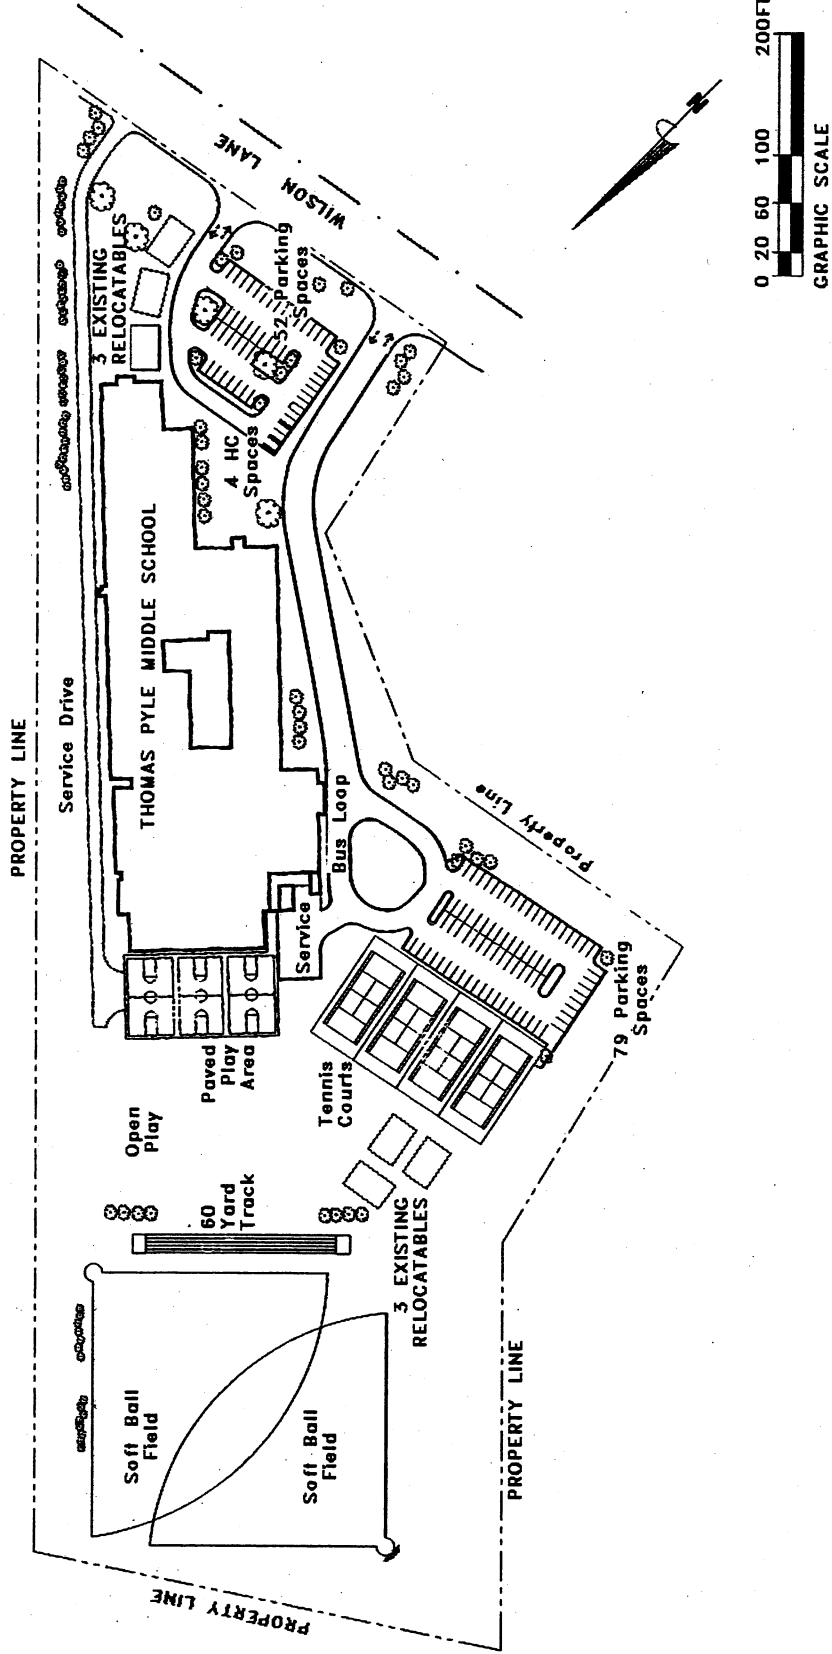 PROPERTY LINE
Service Drive
THOMAS PYLE MIDDLE SCHOOL
3 EXISTING
RELOCATABLES
WILSON LANE
52 Parking
Spaces
4 HC
Spaces
Bus Loop
Service
Property Line
79 Parking
Spaces
Paved
Play
Area
Open
Play
Tennis
Courts
60
Yard
Track
3 EXISTING
RELOCATABLES
Soft Ball
Field
Soft Ball
Field
PROPERTY LINE
PROPERTY LINE
N
0 20 60 100 200FT
GRAPHIC SCALE